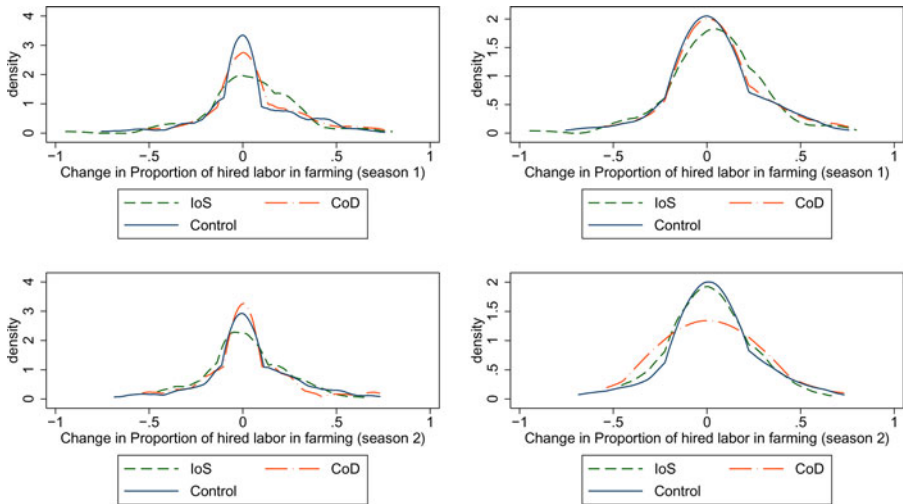 density
4
3
2
1
0
−1 −.5 0 .5 1
Change in Proportion of hired labor in farming (season 1)
IoS CoD
Control
density
2
1.5
1
.5
0
−1 −.5 0 .5 1
Change in Proportion of hired labor in farming (season 1)
IoS CoD
Control
density
4
3
2
1
0
−1 −.5 0 .5 1
Change in Proportion of hired labor in farming (season 2)
IoS CoD
Control
density
2
1.5
1
.5
0
−1 −.5 0 .5 1
Change in Proportion of hired labor in farming (season 2)
IoS CoD
Control